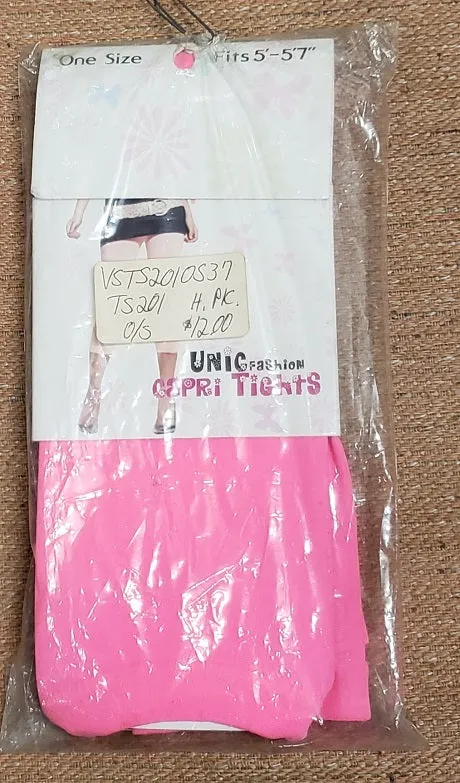 One Size Fits 5'-5'7"
VSTS2010S37
TS201 H. PK.
O/S $12.00
UNIC FASHION
CAPRI TIGHTS